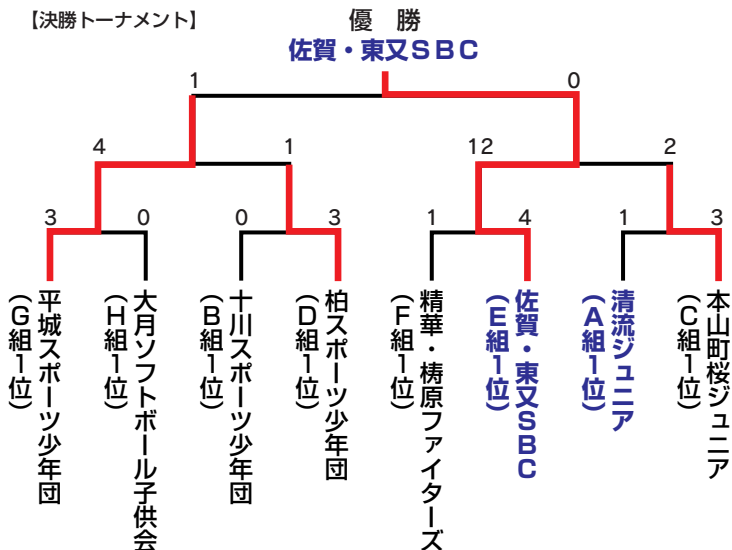 【決勝トーナメント】
優　勝
佐賀・東又SBC
1
0
4
1
12
2
3
0
0
3
1
4
1
3
平城スポーツ少年団
(G組1位)
大月ソフトボール子供会
(H組1位)
十川スポーツ少年団
(B組1位)
柏スポーツ少年団
(D組1位)
精華・梼原ファイターズ
(F組1位)
佐賀・東又SBC
(E組1位)
清流ジュニア
(A組1位)
本山町桜ジュニア
(C組1位)